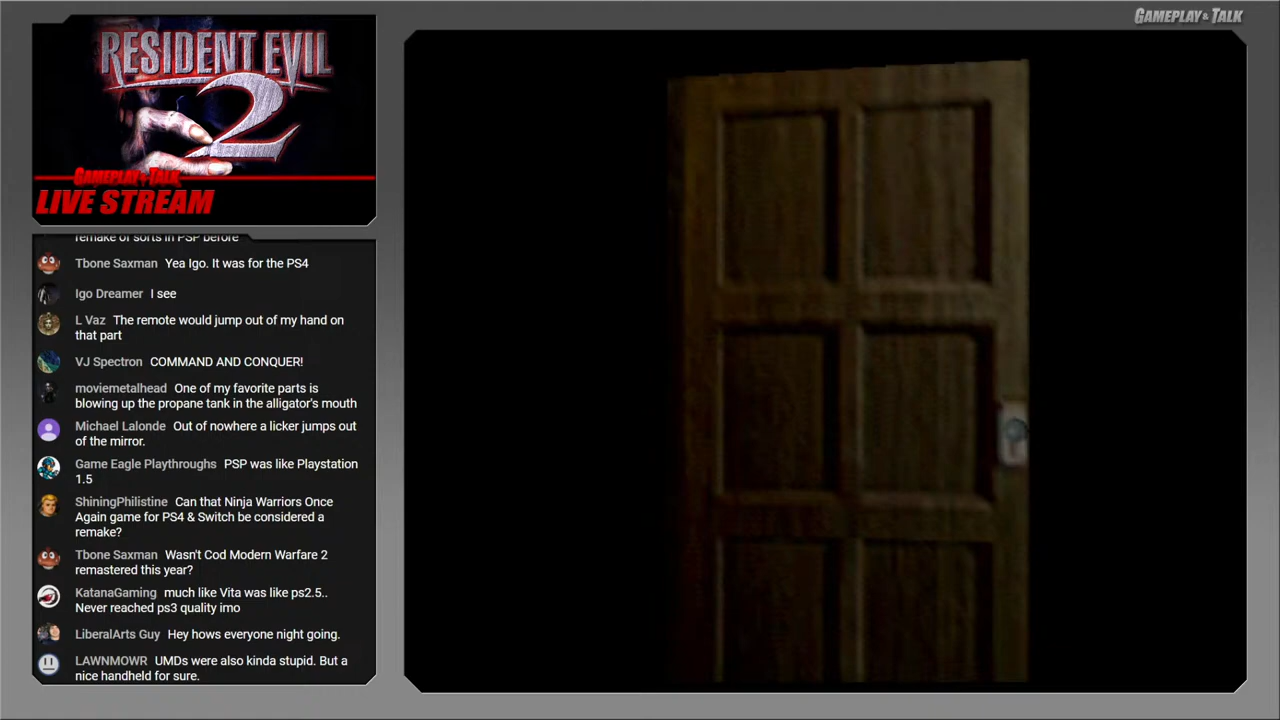 GAMEPLAY & TALK
RESIDENT EVIL
2
GAMEPLAY & TALK
LIVE STREAM
remake of sorts in PSP before
Tbone Saxman Yea Igo. It was for the PS4
Igo Dreamer I see
L Vaz The remote would jump out of my hand on
that part
VJ Spectron COMMAND AND CONQUER!
moviemetalhead One of my favorite parts is
blowing up the propane tank in the alligator's mouth
Michael Lalonde Out of nowhere a licker jumps out
of the mirror.
Game Eagle Playthroughs PSP was like Playstation
1.5
ShiningPhilistine Can that Ninja Warriors Once
Again game for PS4 & Switch be considered a
remake?
Tbone Saxman Wasn't Cod Modern Warfare 2
remastered this year?
KatanaGaming much like Vita was like ps2.5..
Never reached ps3 quality imo
LiberalArts Guy Hey hows everyone night going.
LAWNMOWR UMDs were also kinda stupid. But a
nice handheld for sure.